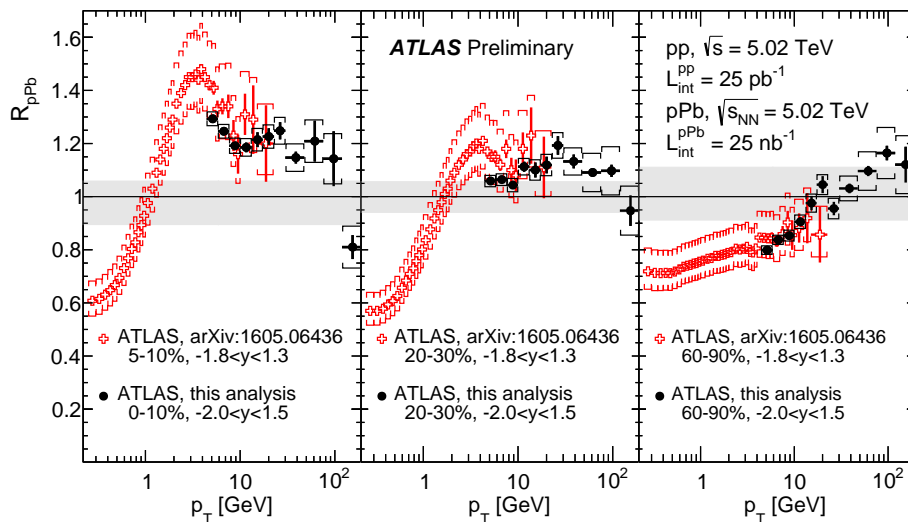 R_pPb
1.6
1.4
1.2
1
0.8
0.6
0.4
0.2
ATLAS Preliminary
pp, √s = 5.02 TeV
L_int^pp = 25 pb⁻¹
pPb, √s_NN = 5.02 TeV
L_int^pPb = 25 nb⁻¹
ATLAS, arXiv:1605.06436
5-10%, -1.8<y<1.3
ATLAS, this analysis
0-10%, -2.0<y<1.5
ATLAS, arXiv:1605.06436
20-30%, -1.8<y<1.3
ATLAS, this analysis
20-30%, -2.0<y<1.5
ATLAS, arXiv:1605.06436
60-90%, -1.8<y<1.3
ATLAS, this analysis
60-90%, -2.0<y<1.5
1 10 10²
1 10 10²
1 10 10²
p_T [GeV]
p_T [GeV]
p_T [GeV]